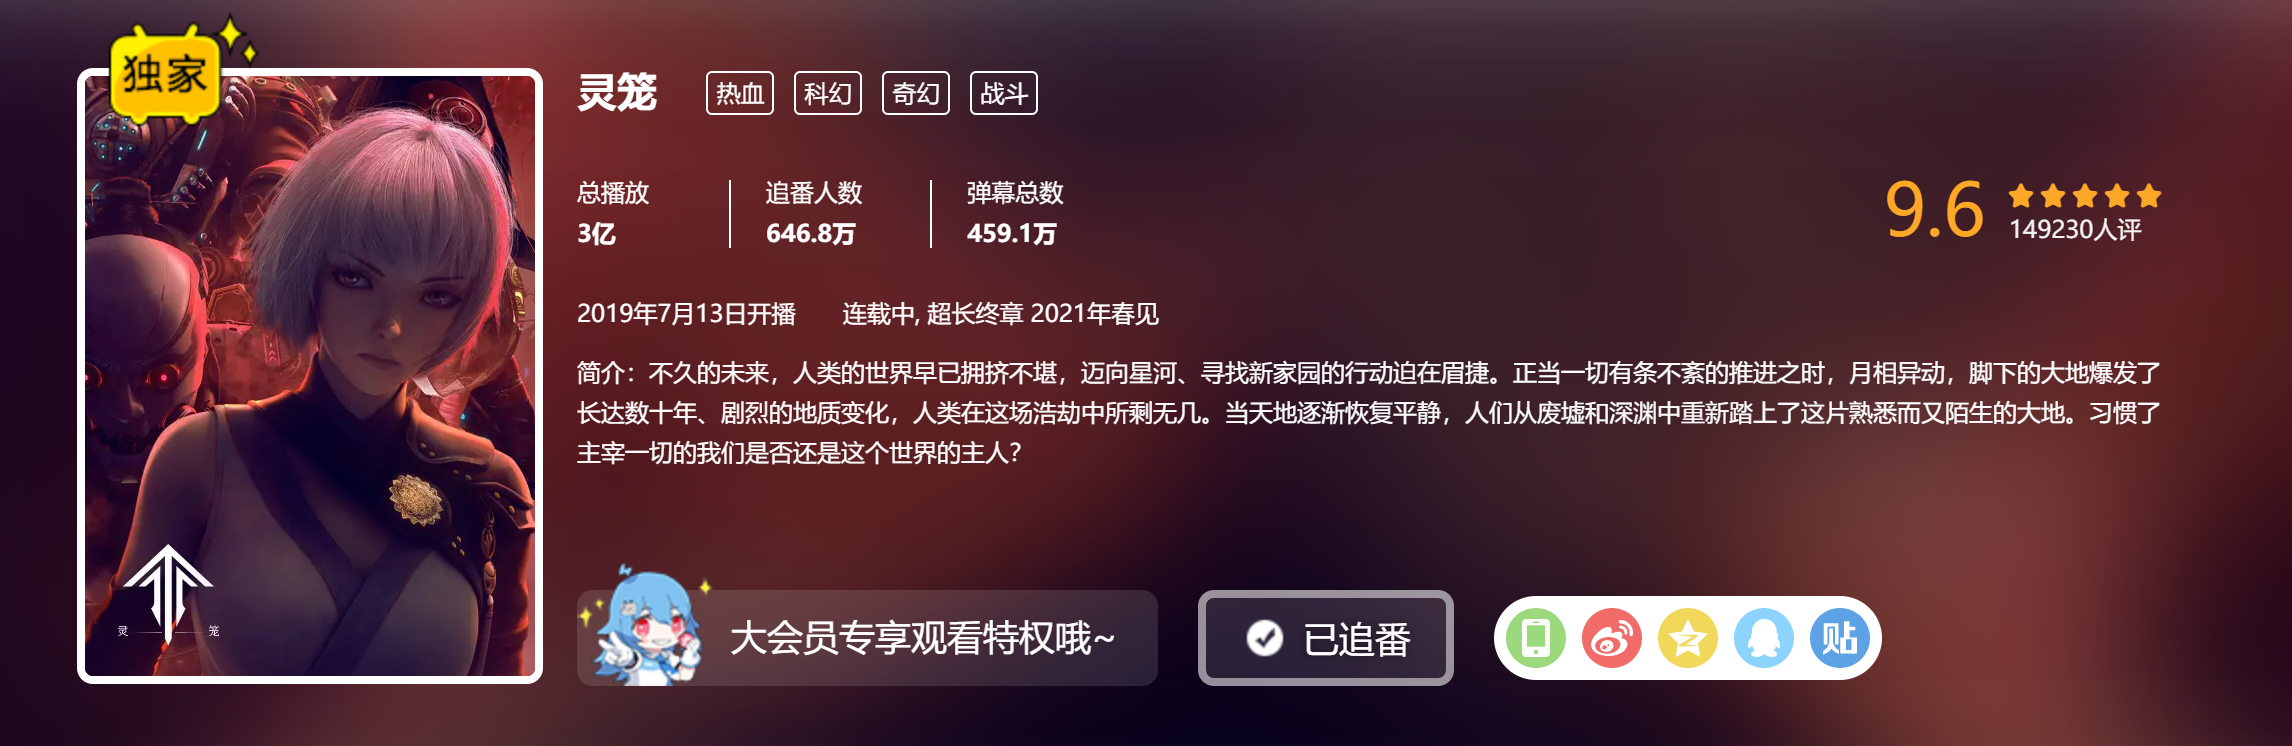 独家
灵笼 热血 科幻 奇幻 战斗
总播放 追番人数 弹幕总数
3亿 646.8万 459.1万
9.6
149230人评
2019年7月13日开播 连载中, 超长终章 2021年春见
简介：不久的未来，人类的世界早已拥挤不堪，迈向星河、寻找新家园的行动迫在眉捷。正当一切有条不紊的推进之时，月相异动，脚下的大地爆发了
长达数十年、剧烈的地质变化，人类在这场浩劫中所剩无几。当天地逐渐恢复平静，人们从废墟和深渊中重新踏上了这片熟悉而又陌生的大地。习惯了
主宰一切的我们是否还是这个世界的主人？
灵 笼
大会员专享观看特权哦~
已追番
贴